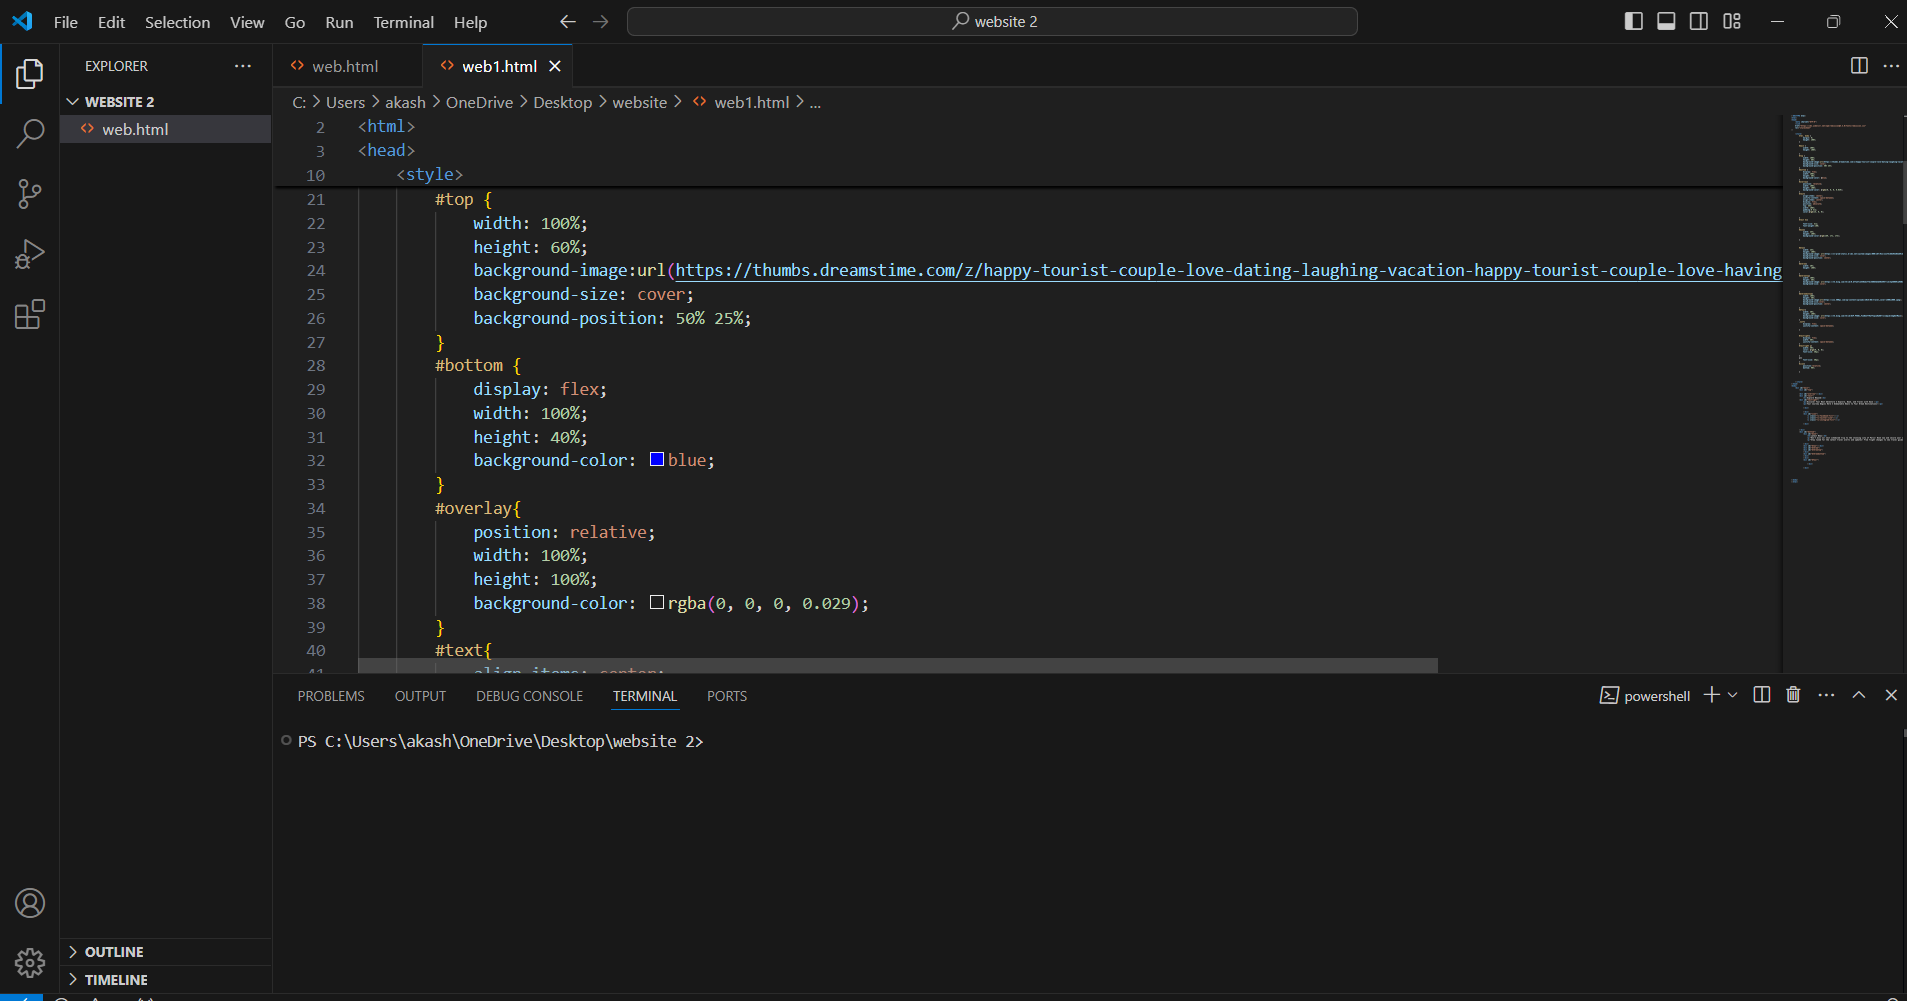 File Edit Selection View Go Run Terminal Help
website 2
EXPLORER
WEBSITE 2
web.html
OUTLINE
TIMELINE
web.html
web1.html
C: > Users > akash > OneDrive > Desktop > website > web1.html > ...
2 <html>
3 <head>
10 <style>
21 #top {
22 width: 100%;
23 height: 60%;
24 background-image:url(https://thumbs.dreamstime.com/z/happy-tourist-couple-love-dating-laughing-vacation-happy-tourist-couple-love-having
25 background-size: cover;
26 background-position: 50% 25%;
27 }
28 #bottom {
29 display: flex;
30 width: 100%;
31 height: 40%;
32 background-color: blue;
33 }
34 #overlay{
35 position: relative;
36 width: 100%;
37 height: 100%;
38 background-color: rgba(0, 0, 0, 0.029);
39 }
40 #text{
41 align-items: center;
PROBLEMS OUTPUT DEBUG CONSOLE TERMINAL PORTS
powershell
PS C:\Users\akash\OneDrive\Desktop\website 2>